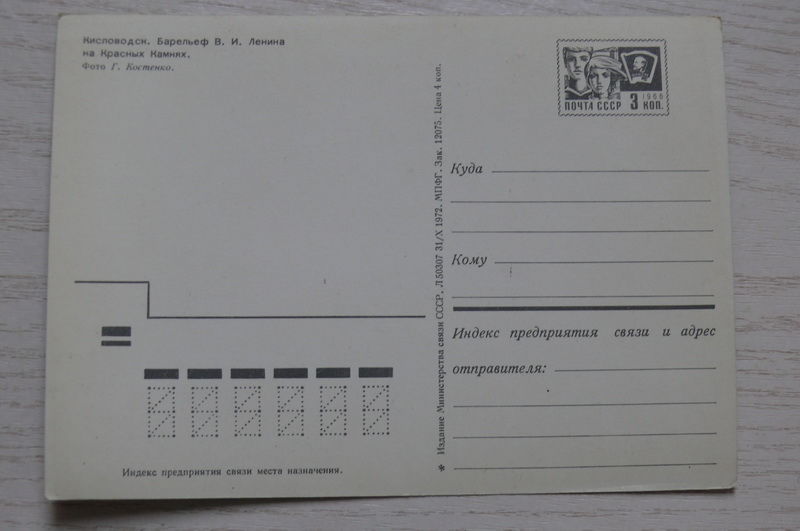 Кисловодск. Барельеф В. И. Ленина
на Красных Камнях.
Фото Г. Костенко.
1966
ПОЧТА СССР 3 КОП.
Куда
Кому
Индекс предприятия связи и адрес
отправителя:
* Издание Министерства связи СССР. Л 50307 31/X 1972. МПФГ. Зак. 12075. Цена 4 коп.
Индекс предприятия связи места назначения.